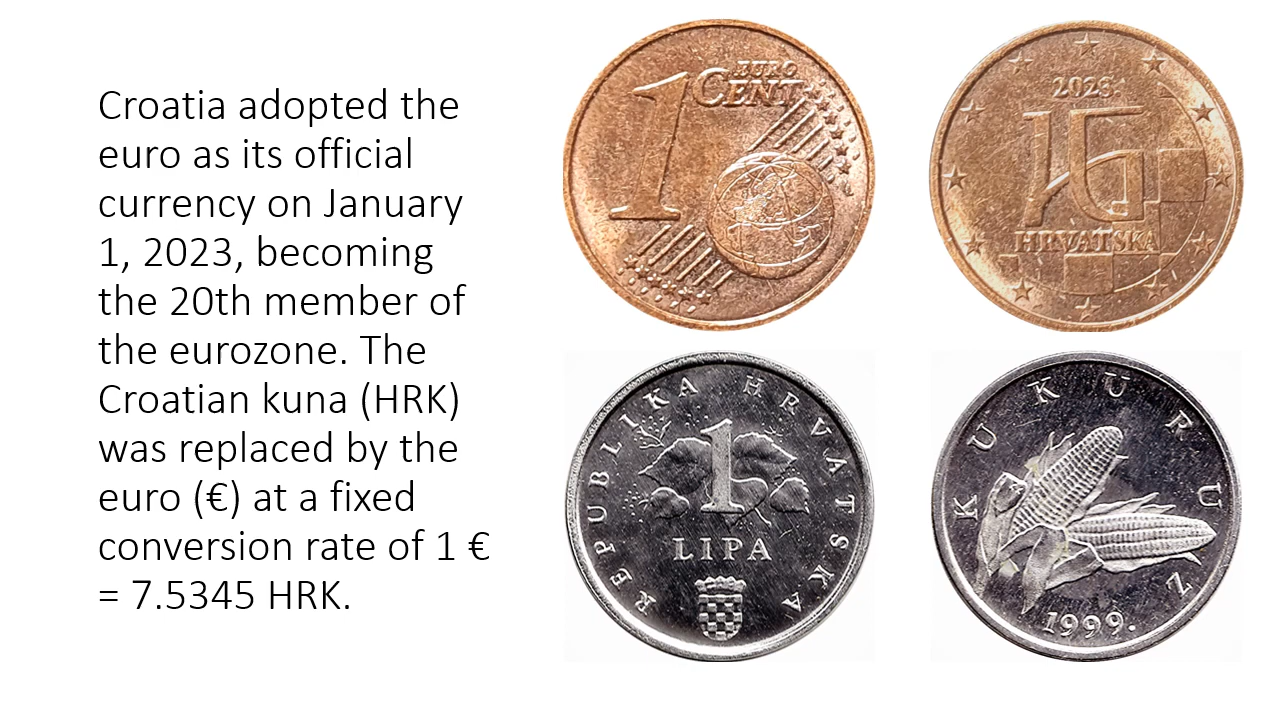 Croatia adopted the
euro as its official
currency on January
1, 2023, becoming
the 20th member of
the eurozone. The
Croatian kuna (HRK)
was replaced by the
euro (€) at a fixed
conversion rate of 1 €
= 7.5345 HRK.
1 EURO
CENT
2023.
HRVATSKA
REPUBLIKA HRVATSKA
1
LIPA
KUKURUZ
1999.